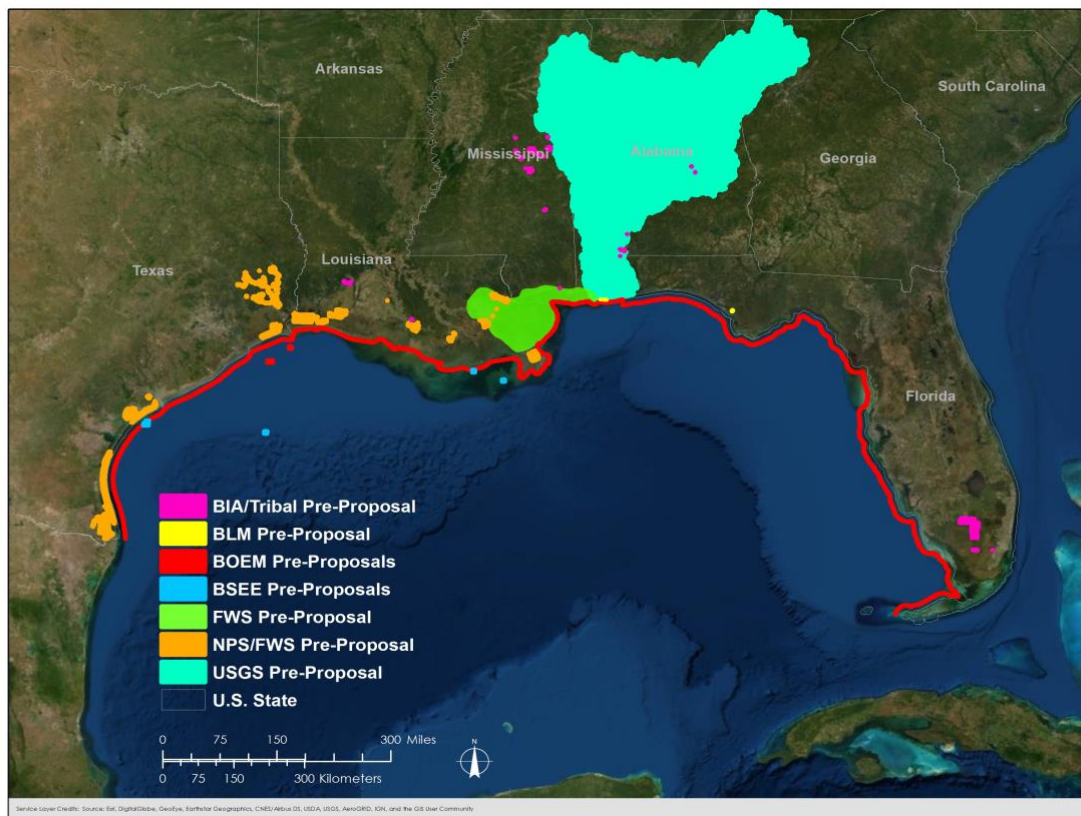 Arkansas
South Carolina
Mississippi
Alabama
Georgia
Texas
Louisiana
Florida
BIA/Tribal Pre-Proposal
BLM Pre-Proposal
BOEM Pre-Proposals
BSEE Pre-Proposals
FWS Pre-Proposal
NPS/FWS Pre-Proposal
USGS Pre-Proposal
U.S. State
0 75 150 300 Miles
N
0 75 150 300 Kilometers
Service Layer Credits: Source: Esri, DigitalGlobe, GeoEye, Earthstar Geographics, CNES/Airbus DS, USDA, USGS, AeroGRID, IGN, and the GIS User Community